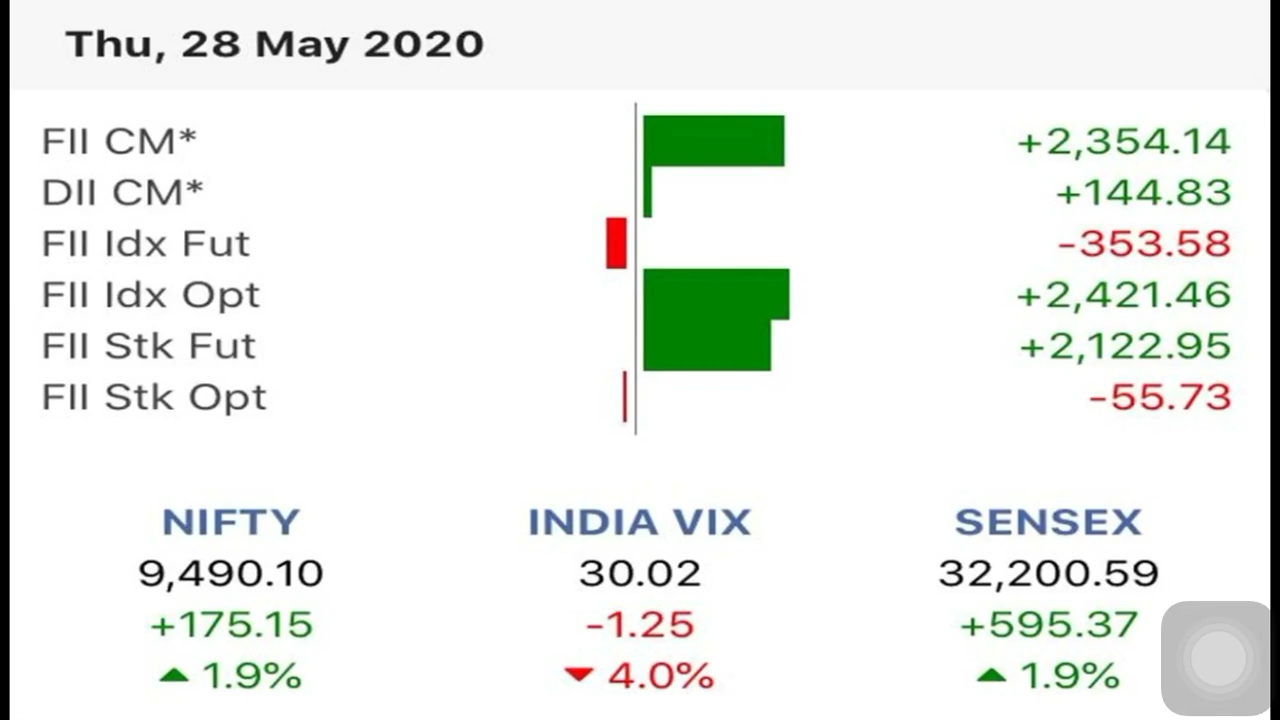 Thu, 28 May 2020
FII CM* +2,354.14
DII CM* +144.83
FII Idx Fut -353.58
FII Idx Opt +2,421.46
FII Stk Fut +2,122.95
FII Stk Opt -55.73
NIFTY INDIA VIX SENSEX
9,490.10 30.02 32,200.59
+175.15 -1.25 +595.37
▲ 1.9% ▼ 4.0% ▲ 1.9%